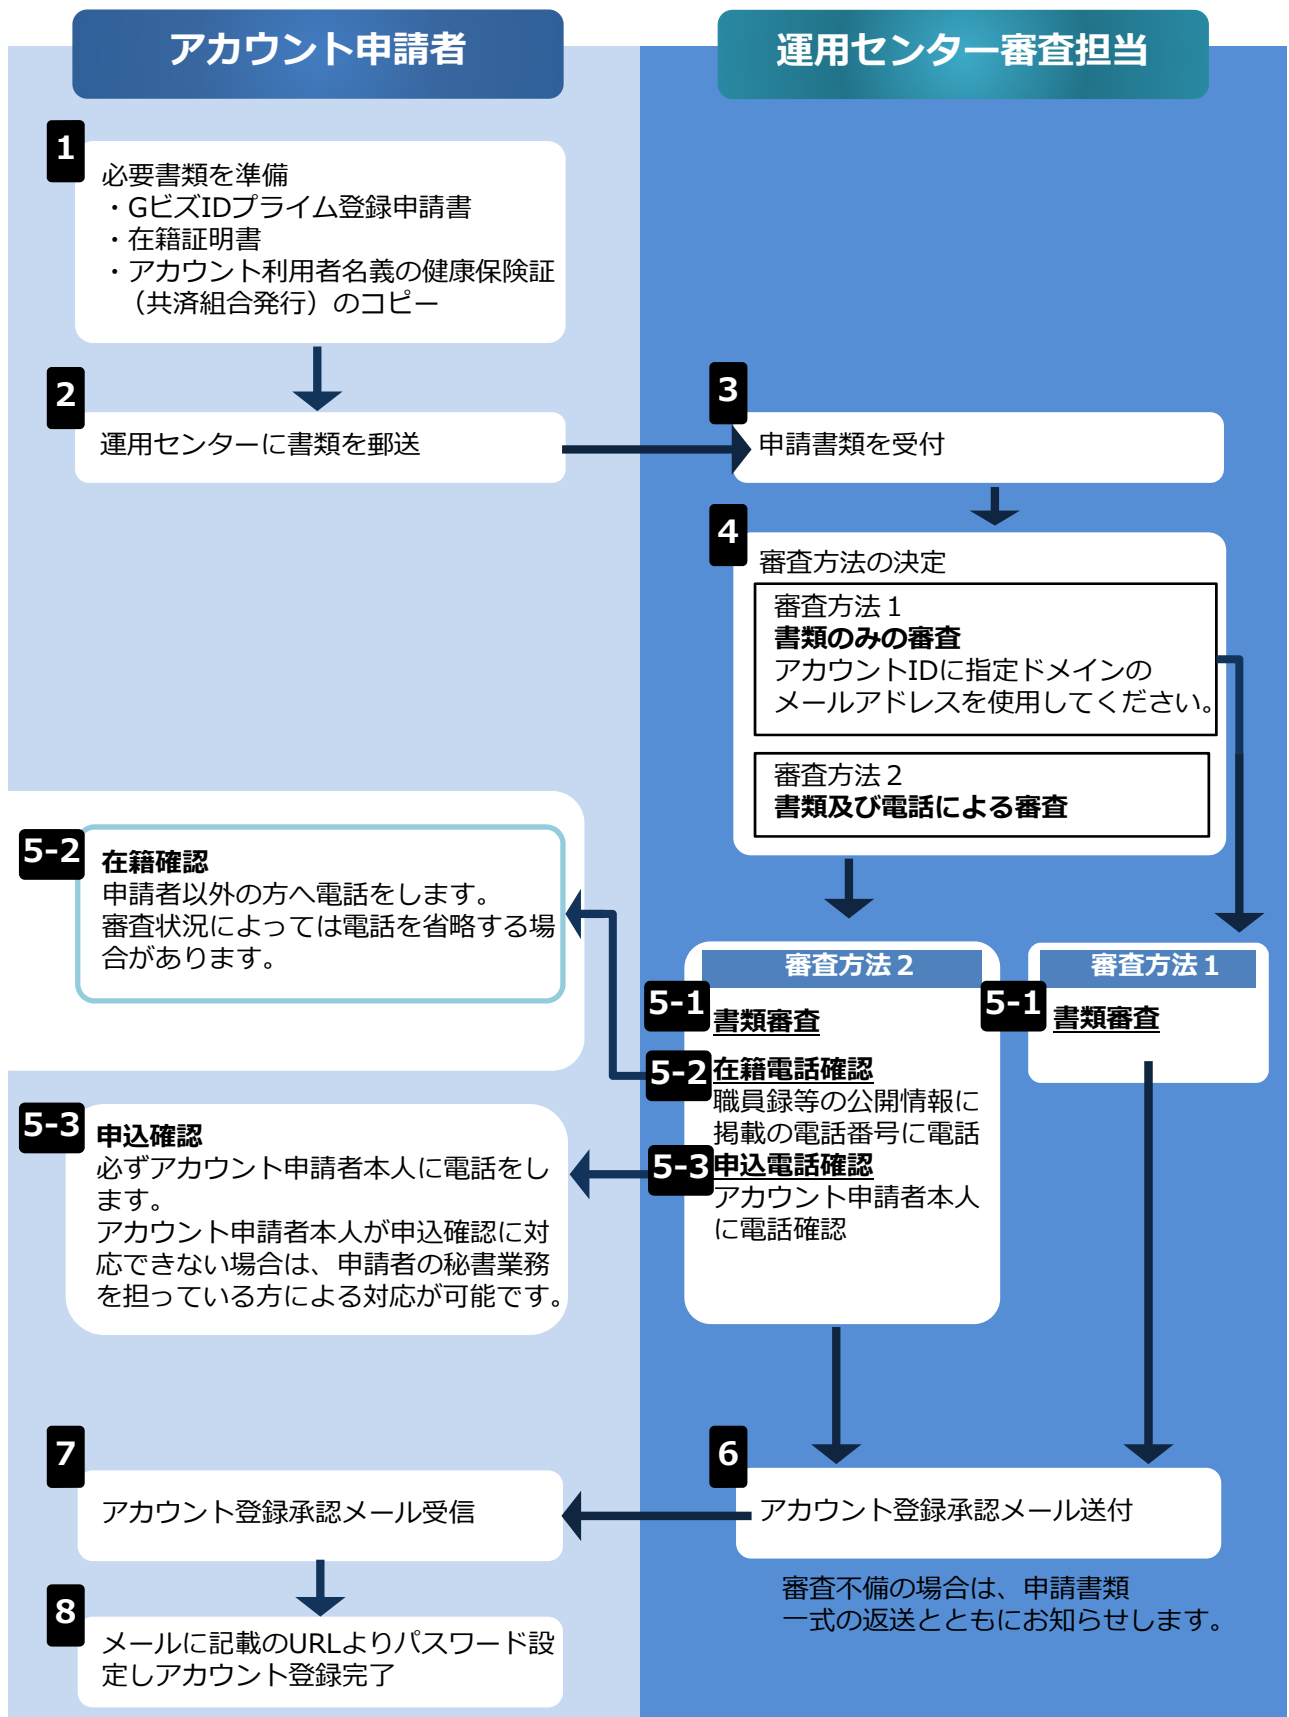 アカウント申請者
運用センター審査担当
1
必要書類を準備
・GビズIDプライム登録申請書
・在籍証明書
・アカウント利用者名義の健康保険証
（共済組合発行）のコピー
2
運用センターに書類を郵送
3
申請書類を受付
4
審査方法の決定
審査方法１
書類のみの審査
アカウントIDに指定ドメインの
メールアドレスを使用してください。
審査方法２
書類及び電話による審査
5-2
在籍確認
申請者以外の方へ電話をします。
審査状況によっては電話を省略する場
合があります。
審査方法２
5-1
書類審査
5-2
在籍電話確認
職員録等の公開情報に
掲載の電話番号に電話
5-3
申込電話確認
アカウント申請者本人
に電話確認
審査方法１
5-1
書類審査
5-3
申込確認
必ずアカウント申請者本人に電話をし
ます。
アカウント申請者本人が申込確認に対
応できない場合は、申請者の秘書業務
を担っている方による対応が可能です。
6
アカウント登録承認メール送付
審査不備の場合は、申請書類
一式の返送とともにお知らせします。
7
アカウント登録承認メール受信
8
メールに記載のURLよりパスワード設
定しアカウント登録完了